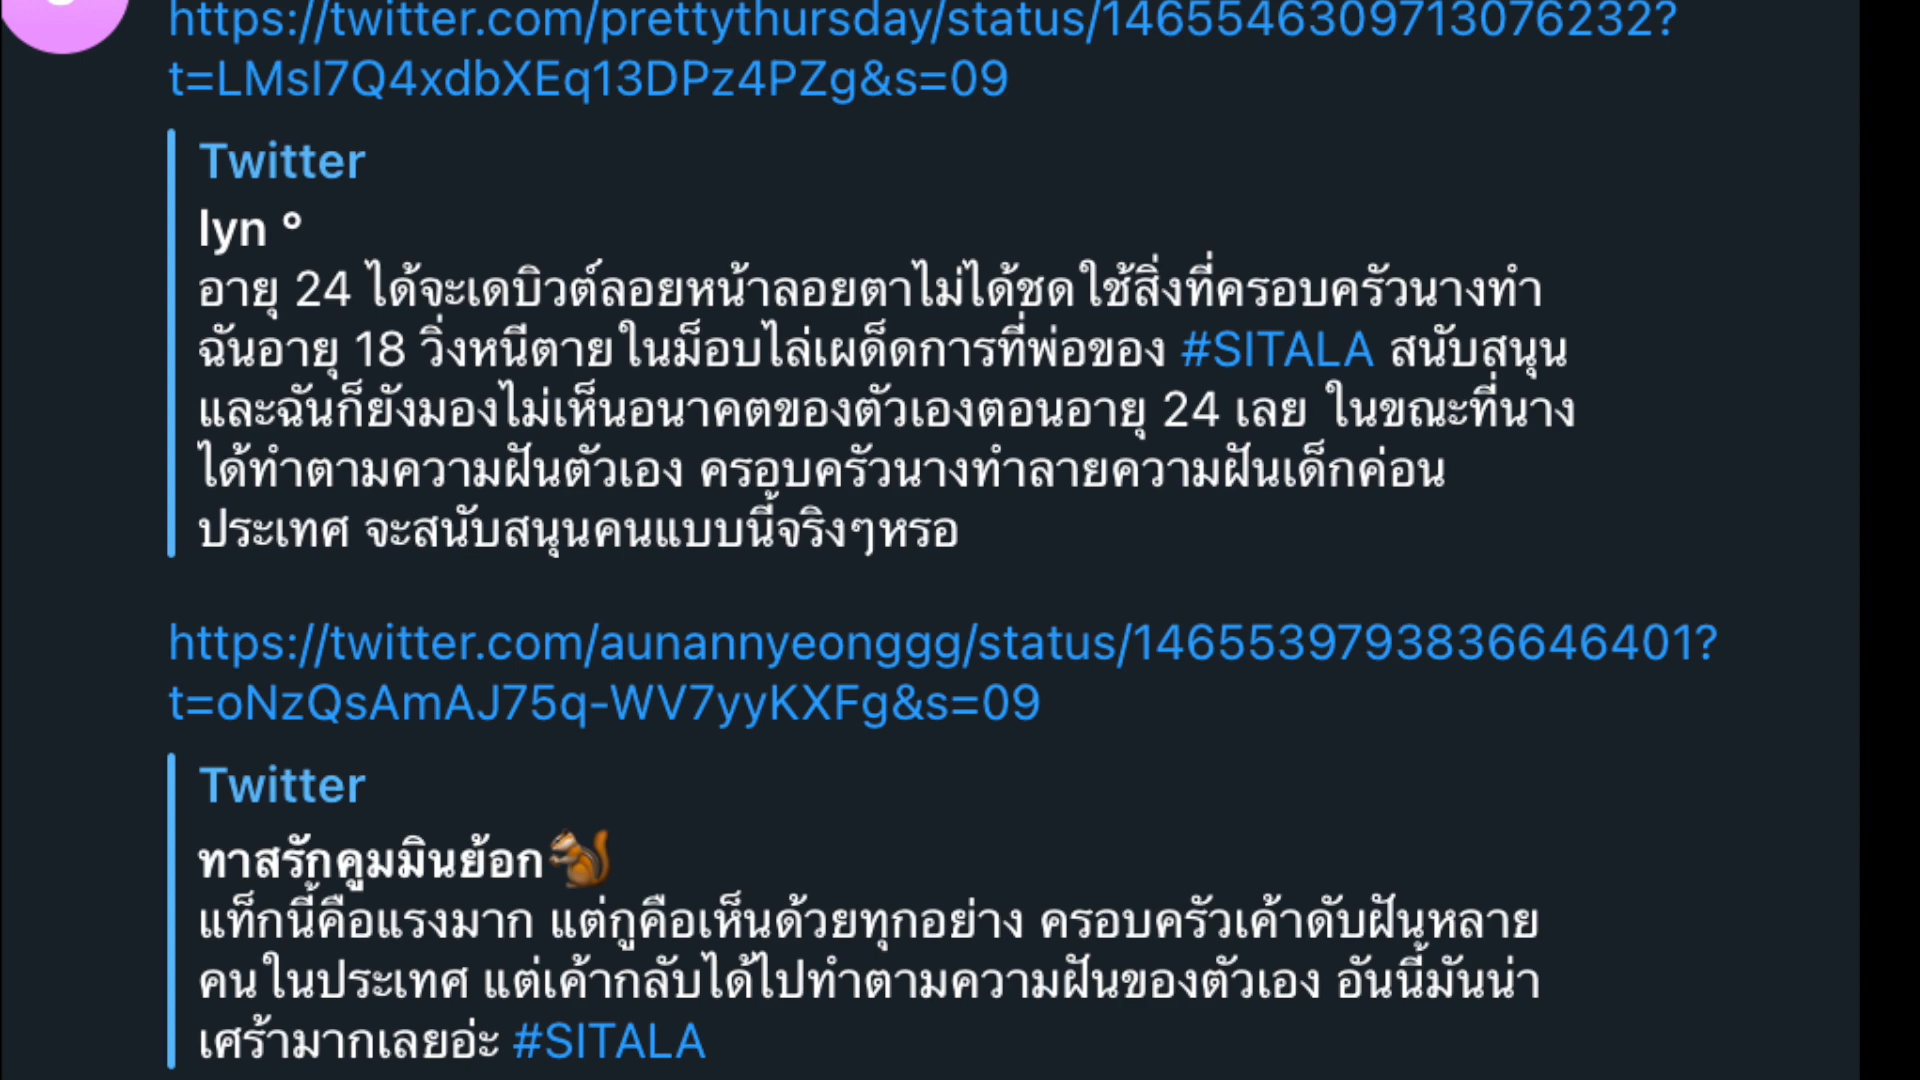 https://twitter.com/prettythursday/status/1465546309713076232?
t=LMsI7Q4xdbXEq13DPz4PZg&s=09
Twitter
lyn °
อายุ 24 ได้จะเดบิวต์ลอยหน้าลอยตาไม่ได้ชดใช้สิ่งที่ครอบครัวนางทำ
ฉันอายุ 18 วิ่งหนีตายในม็อบไล่เผด็ดการที่พ่อของ #SITALA สนับสนุน
และฉันก็ยังมองไม่เห็นอนาคตของตัวเองตอนอายุ 24 เลย ในขณะที่นาง
ได้ทำตามความฝันตัวเอง ครอบครัวนางทำลายความฝันเด็กค่อน
ประเทศ จะสนับสนุนคนแบบนี้จริงๆหรอ
https://twitter.com/aunannyeonggg/status/1465539793836646401?
t=oNzQsAmAJ75q-WV7yyKXFg&s=09
Twitter
ทาสรักคูมมินย้อก🐿️
แท็กนี้คือแรงมาก แต่กูคือเห็นด้วยทุกอย่าง ครอบครัวเค้าดับฝันหลาย
คนในประเทศ แต่เค้ากลับได้ไปทำตามความฝันของตัวเอง อันนี้มันน่า
เศร้ามากเลยอ่ะ #SITALA